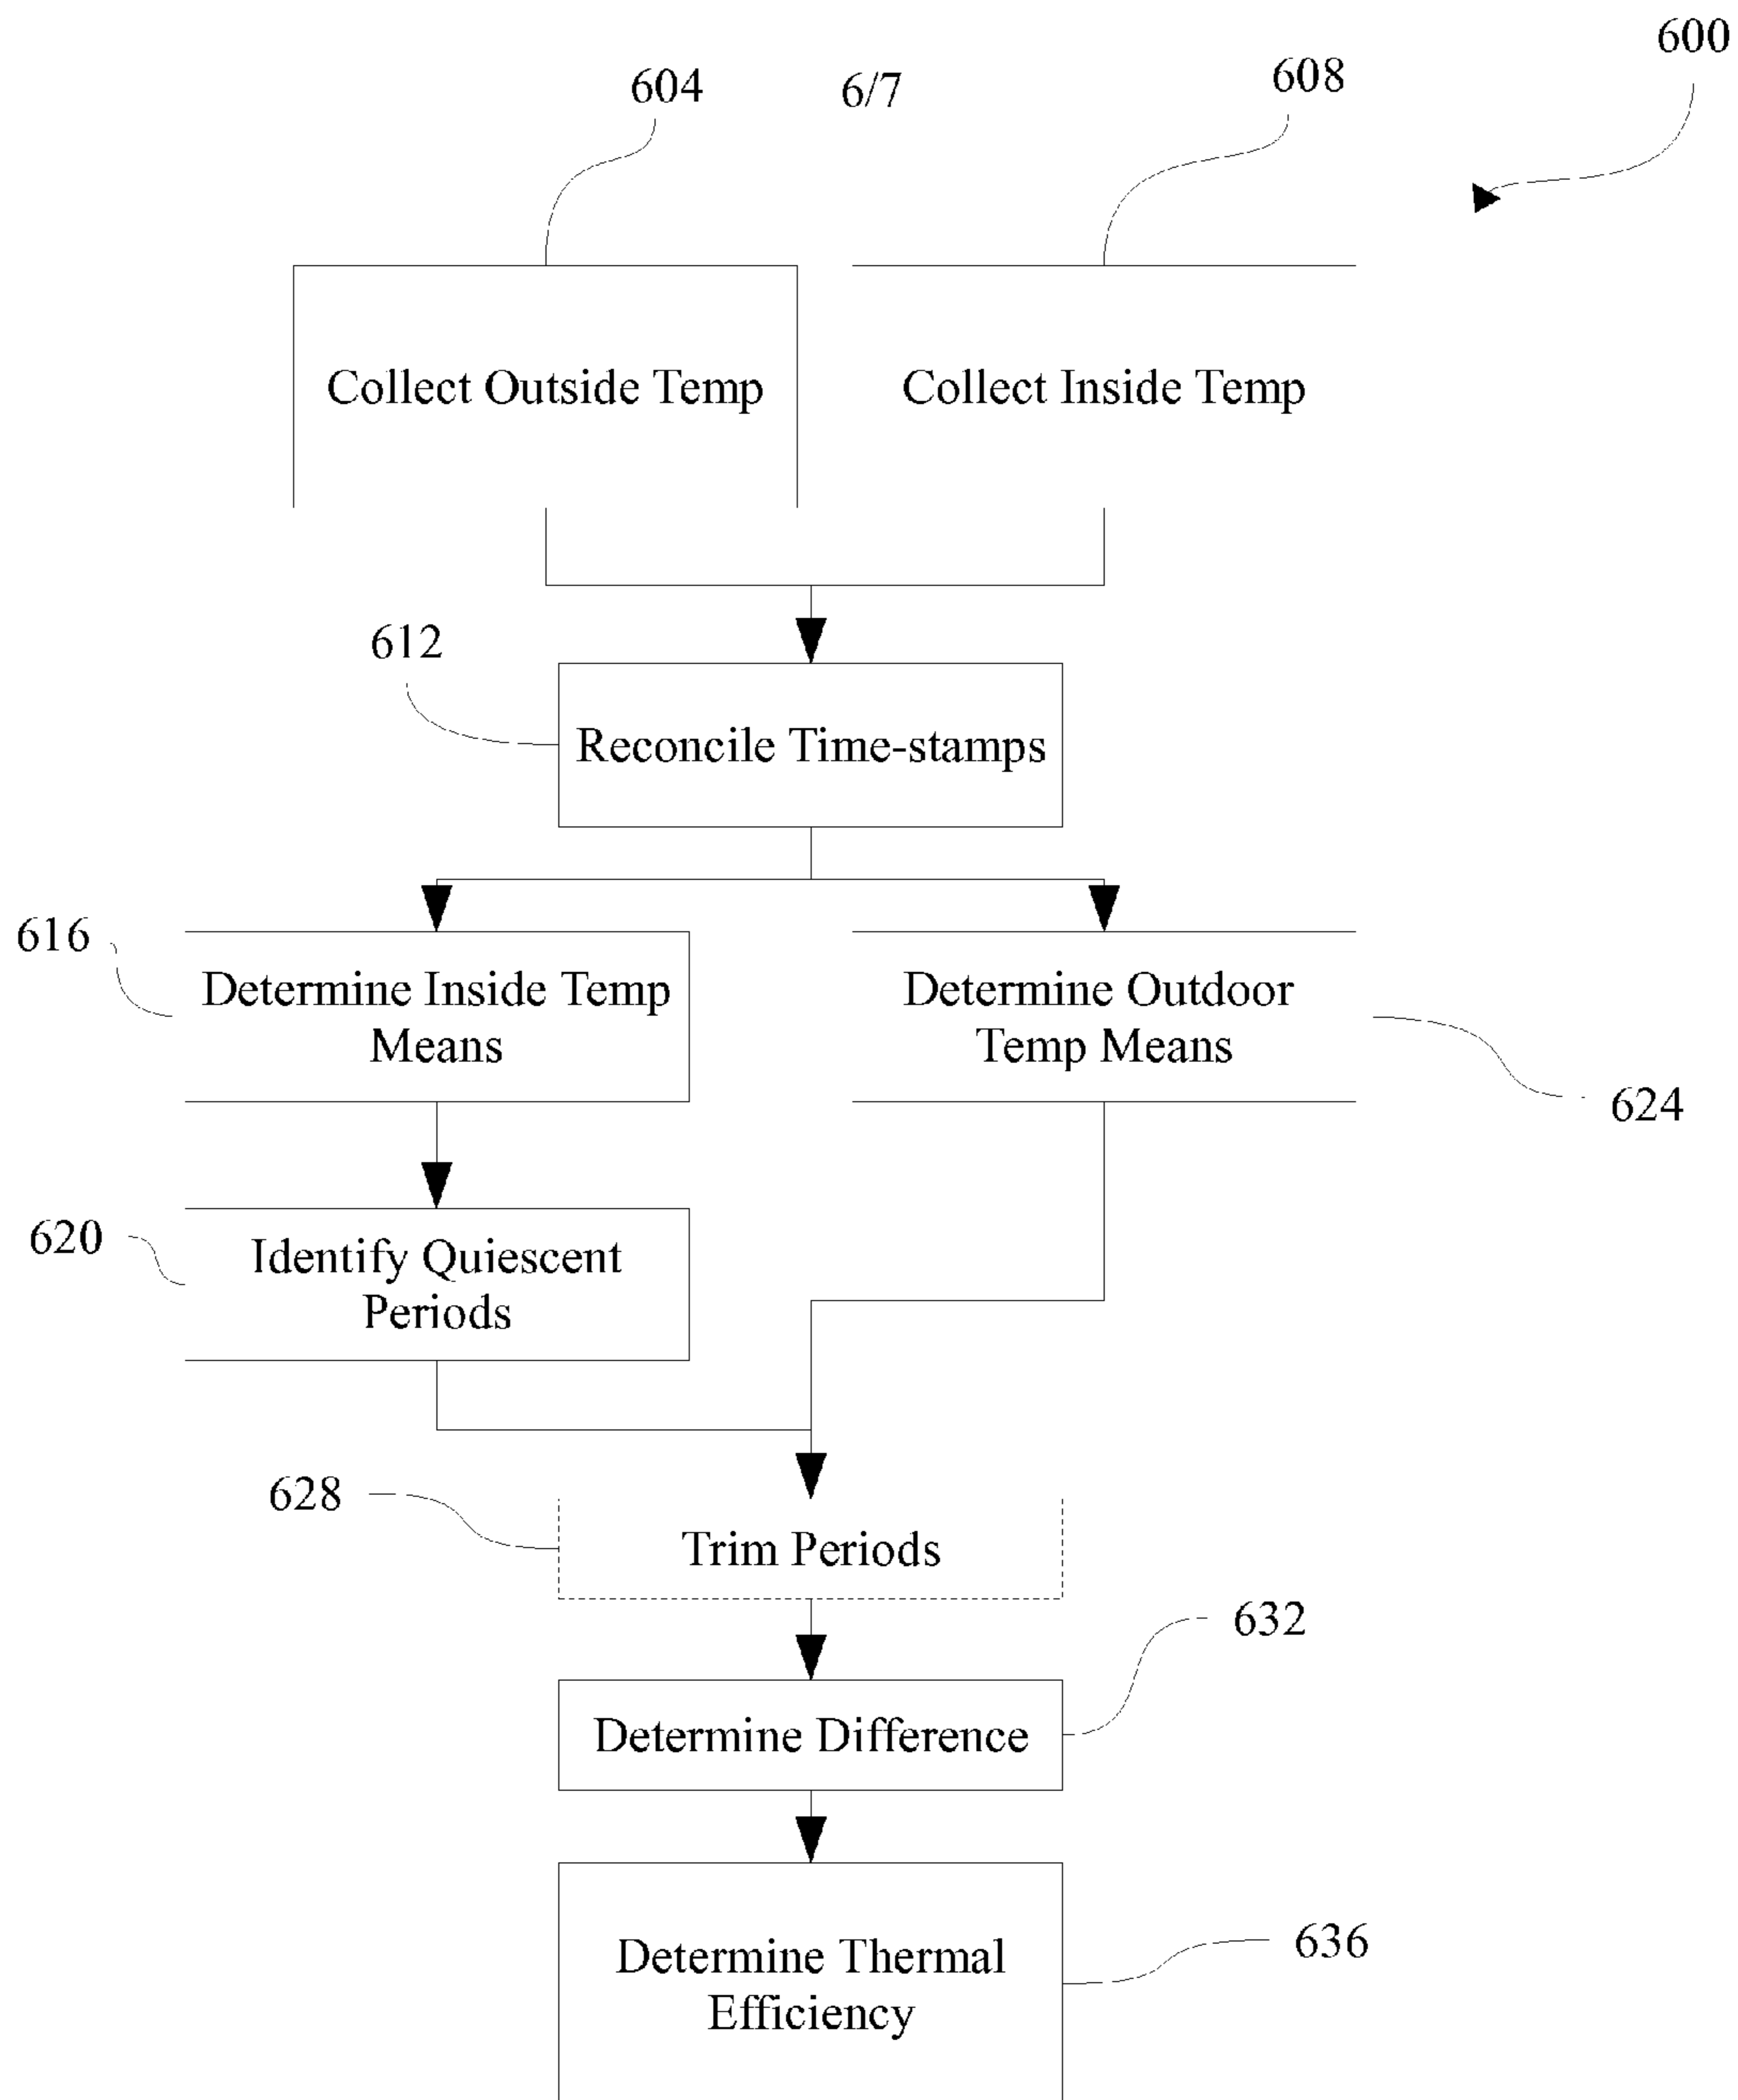 600
604
6/7
608
Collect Outside Temp
Collect Inside Temp
612
Reconcile Time-stamps
616
Determine Inside Temp
Means
Determine Outdoor
Temp Means
624
620
Identify Quiescent
Periods
628
Trim Periods
632
Determine Difference
636
Determine Thermal
Efficiency